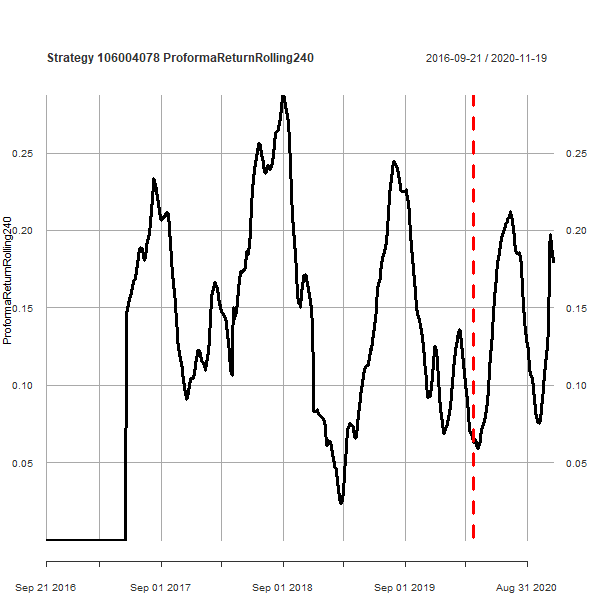 Strategy 106004078 ProformaReturnRolling240
2016-09-21 / 2020-11-19
ProformaReturnRolling240
0.25
0.20
0.15
0.10
0.05
0.25
0.20
0.15
0.10
0.05
Sep 21 2016
Sep 01 2017
Sep 01 2018
Sep 01 2019
Aug 31 2020